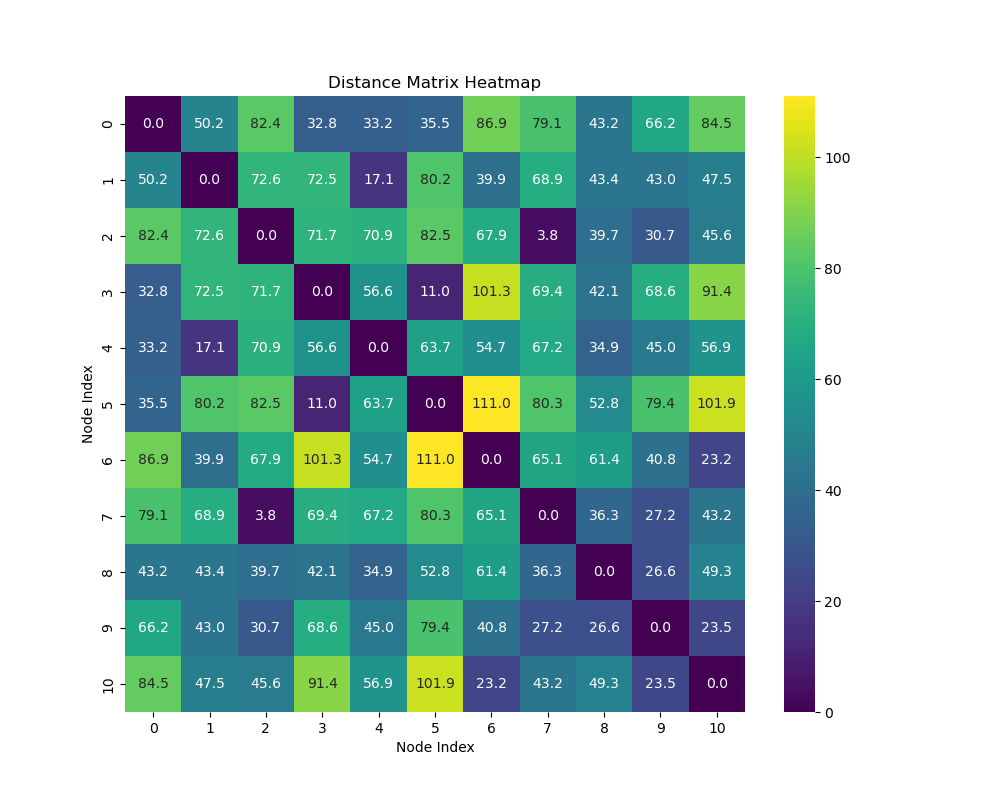 Distance Matrix Heatmap
0 0.0 50.2 82.4 32.8 33.2 35.5 86.9 79.1 43.2 66.2 84.5
1 50.2 0.0 72.6 72.5 17.1 80.2 39.9 68.9 43.4 43.0 47.5
2 82.4 72.6 0.0 71.7 70.9 82.5 67.9 3.8 39.7 30.7 45.6
3 32.8 72.5 71.7 0.0 56.6 11.0 101.3 69.4 42.1 68.6 91.4
4 33.2 17.1 70.9 56.6 0.0 63.7 54.7 67.2 34.9 45.0 56.9
5 35.5 80.2 82.5 11.0 63.7 0.0 111.0 80.3 52.8 79.4 101.9
6 86.9 39.9 67.9 101.3 54.7 111.0 0.0 65.1 61.4 40.8 23.2
7 79.1 68.9 3.8 69.4 67.2 80.3 65.1 0.0 36.3 27.2 43.2
8 43.2 43.4 39.7 42.1 34.9 52.8 61.4 36.3 0.0 26.6 49.3
9 66.2 43.0 30.7 68.6 45.0 79.4 40.8 27.2 26.6 0.0 23.5
10 84.5 47.5 45.6 91.4 56.9 101.9 23.2 43.2 49.3 23.5 0.0
0 1 2 3 4 5 6 7 8 9 10
Node Index
Node Index
100
80
60
40
20
0